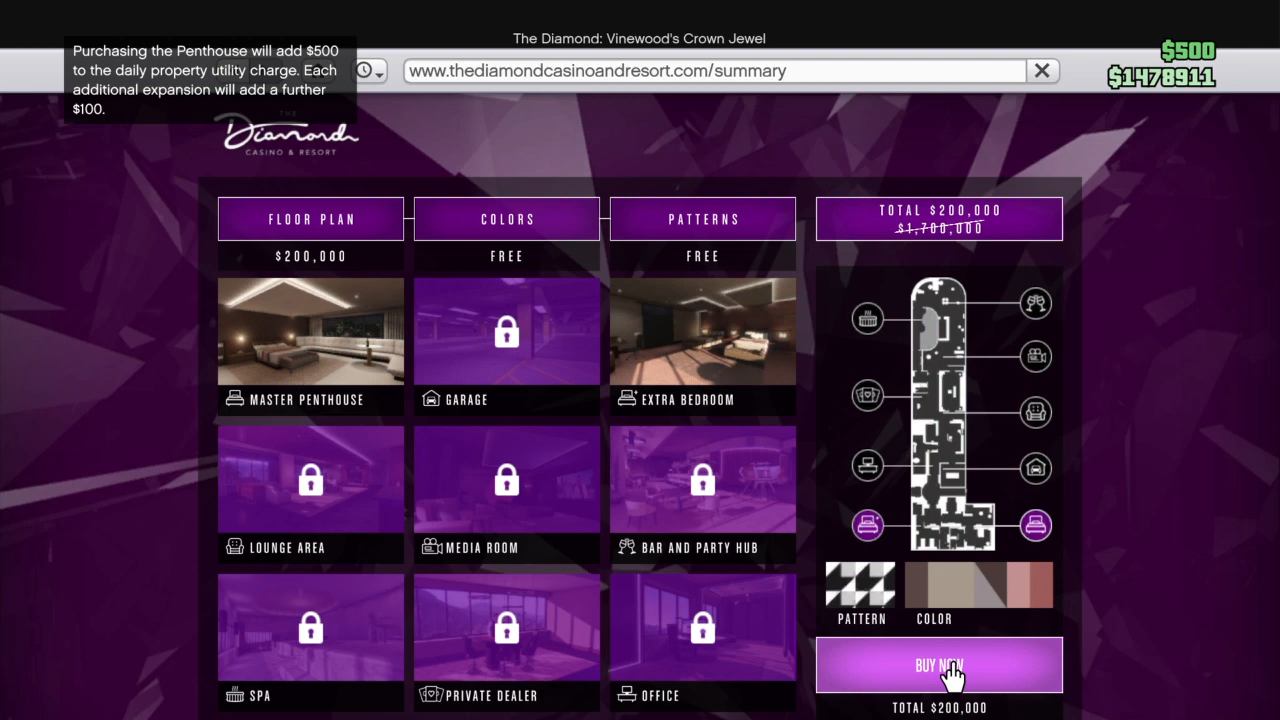 The Diamond: Vinewood's Crown Jewel
Purchasing the Penthouse will add $500
to the daily property utility charge. Each
additional expansion will add a further
$100.
www.thediamondcasinoandresort.com/summary
$500
$1478911
THE
Diamond
CASINO & RESORT
FLOOR PLAN
COLORS
PATTERNS
TOTAL $200,000
$1,700,000
$200,000
FREE
FREE
MASTER PENTHOUSE
GARAGE
EXTRA BEDROOM
LOUNGE AREA
MEDIA ROOM
BAR AND PARTY HUB
PATTERN
COLOR
SPA
PRIVATE DEALER
OFFICE
BUY NOW
TOTAL $200,000